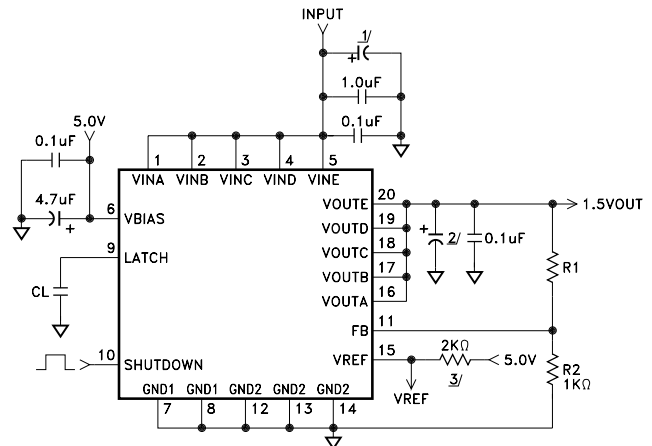 INPUT
1/
1.0uF
5.0V
0.1uF
0.1uF
1 2 3 4 5
VINA VINB VINC VIND VINE
4.7uF
6 VBIAS
VOUTE 20
1.5VOUT
VOUTD 19
2/ 0.1uF
9 LATCH
VOUTC 18
R1
VOUTB 17
CL
VOUTA 16
FB 11
10 SHUTDOWN
VREF 15
2KΩ
5.0V
3/
R2
1KΩ
VREF
GND1 GND1 GND2 GND2 GND2
7 8 12 13 14